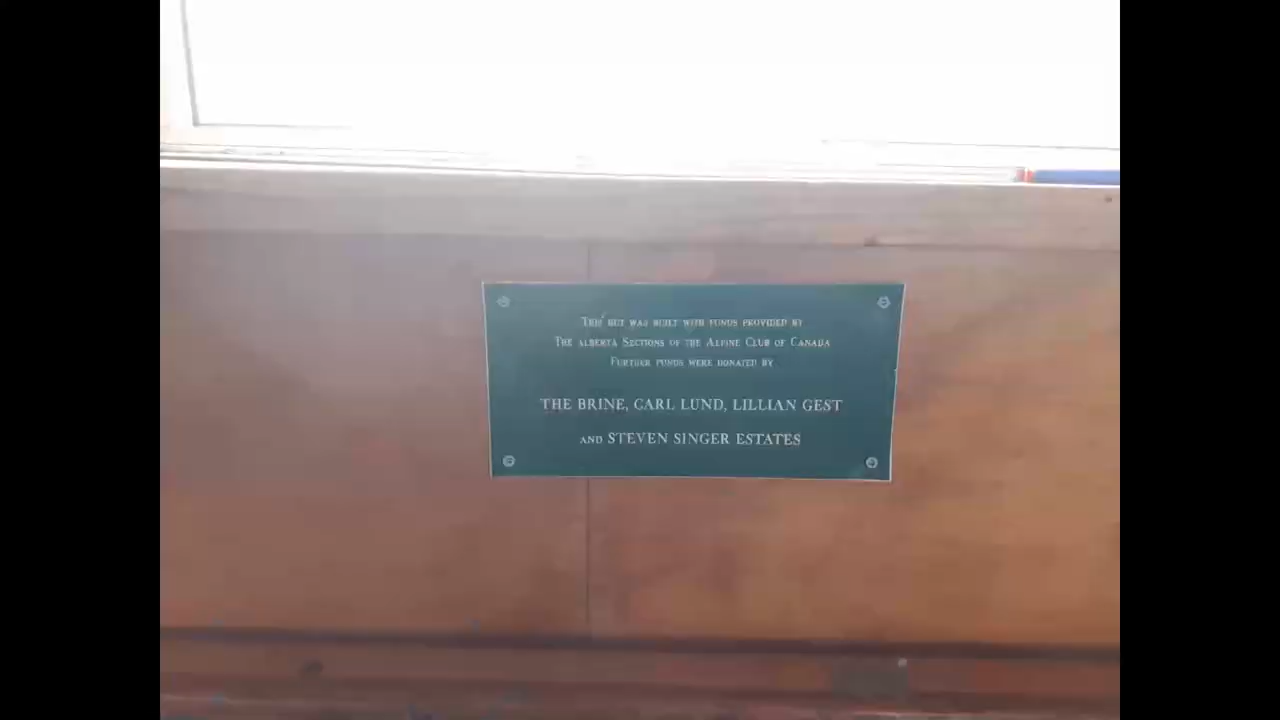 THIS HUT WAS BUILT WITH FUNDS PROVIDED BY
THE ALBERTA SECTIONS OF THE ALPINE CLUB OF CANADA
FURTHER FUNDS WERE DONATED BY
THE BRINE, CARL LUND, LILLIAN GEST
AND STEVEN SINGER ESTATES